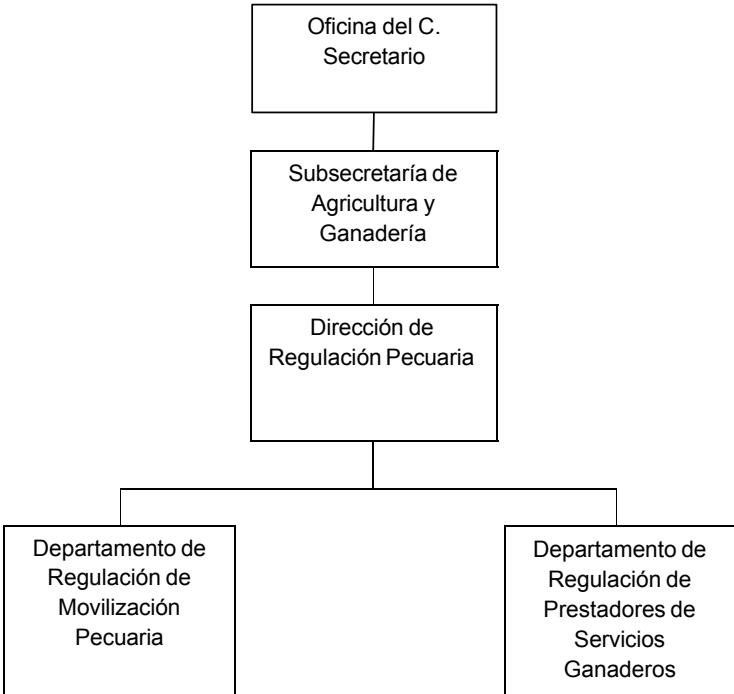 Oficina del C.
Secretario
Subsecretaría de
Agricultura y
Ganadería
Dirección de
Regulación Pecuaria
Departamento de
Regulación de
Movilización
Pecuaria
Departamento de
Regulación de
Prestadores de
Servicios
Ganaderos